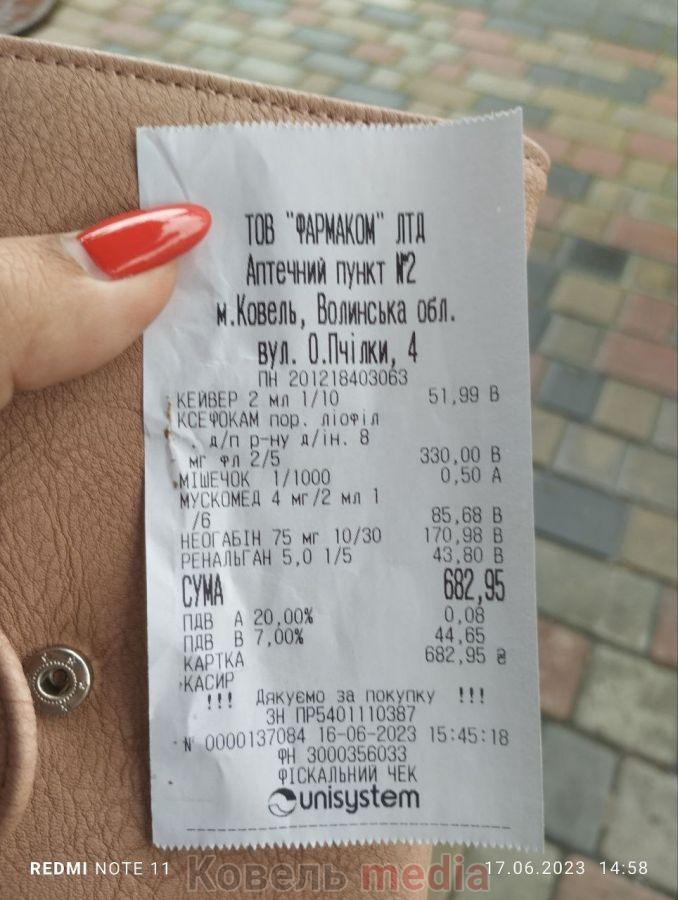 ТОВ "ФАРМАКОМ" ЛТД
Аптечний пункт №2
м.Ковель, Волинська обл.
вул. О.Пчілки, 4
ПН 201218403063
КЕЙВЕР 2 мл 1/10 51,99 В
КСЕФОКАМ пор. ліофіл
. д/п р-ну д/ін. 8
мг фл 2/5 330,00 В
МІШЕЧОК 1/1000 0,50 А
МУСКОМЕД 4 мг/2 мл 1
/6 85,68 В
НЕОГАБІН 75 мг 10/30 170,98 В
РЕНАЛЬГАН 5,0 1/5 43,80 В
СУМА 682,95
ПДВ А 20,00% 0,08
ПДВ В 7,00% 44,65
КАРТКА 682,95 ₴
КАСИР
!!! Дякуємо за покупку !!!
ЗН ПР5401110387
№ 0000137084 16-06-2023 15:45:18
ФН 3000356033
ФІСКАЛЬНИЙ ЧЕК
unisystem
REDMI NOTE 11 Ковель media 17.06.2023 14:58